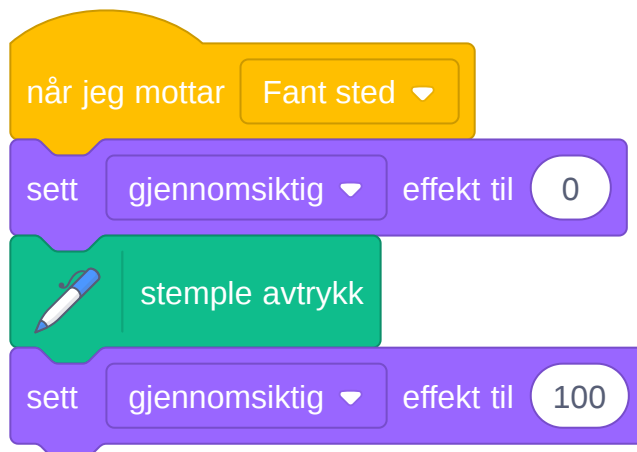 når jeg mottar Fant sted
sett gjennomsiktig effekt til 0
stemple avtrykk
sett gjennomsiktig effekt til 100